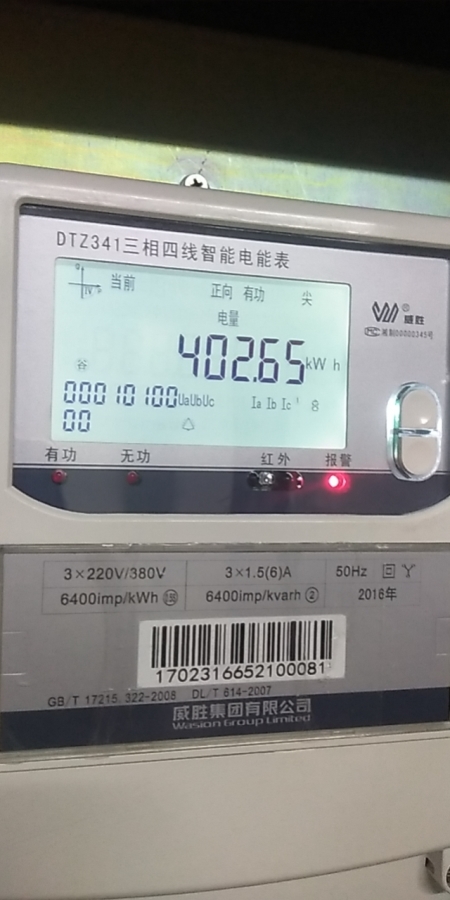 DTZ341三相四线智能电能表
当前
正向 有功 尖
电量
402.65kWh
谷
00010100UaUbUc Ia Ib Ic
00
威胜
有功 无功 红外 报警
3×220V/380V 3×1.5(6)A 50Hz
6400imp/kWh 6400imp/kvarh ② 2016年
1702316652100081
GB/T 17215.322-2008 DL/T 614-2007
威胜集团有限公司
Wasion Group Limited